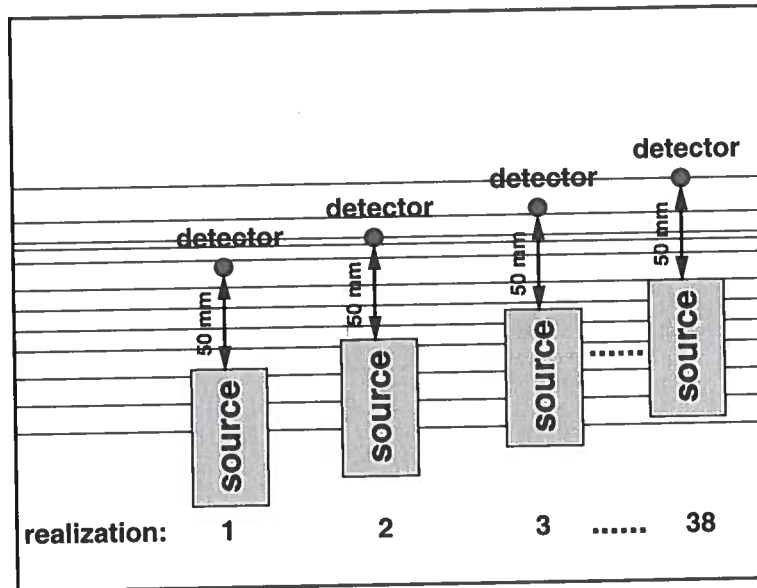 detector
detector
detector
detector
50 mm
50 mm
50 mm
50 mm
source
source
source
......
source
realization: 1 2 3 ...... 38